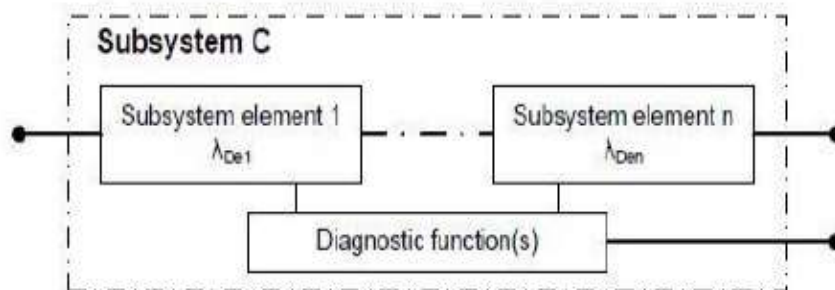 Subsystem C
Subsystem element 1
λDe1
Subsystem element n
λDen
Diagnostic function(s)